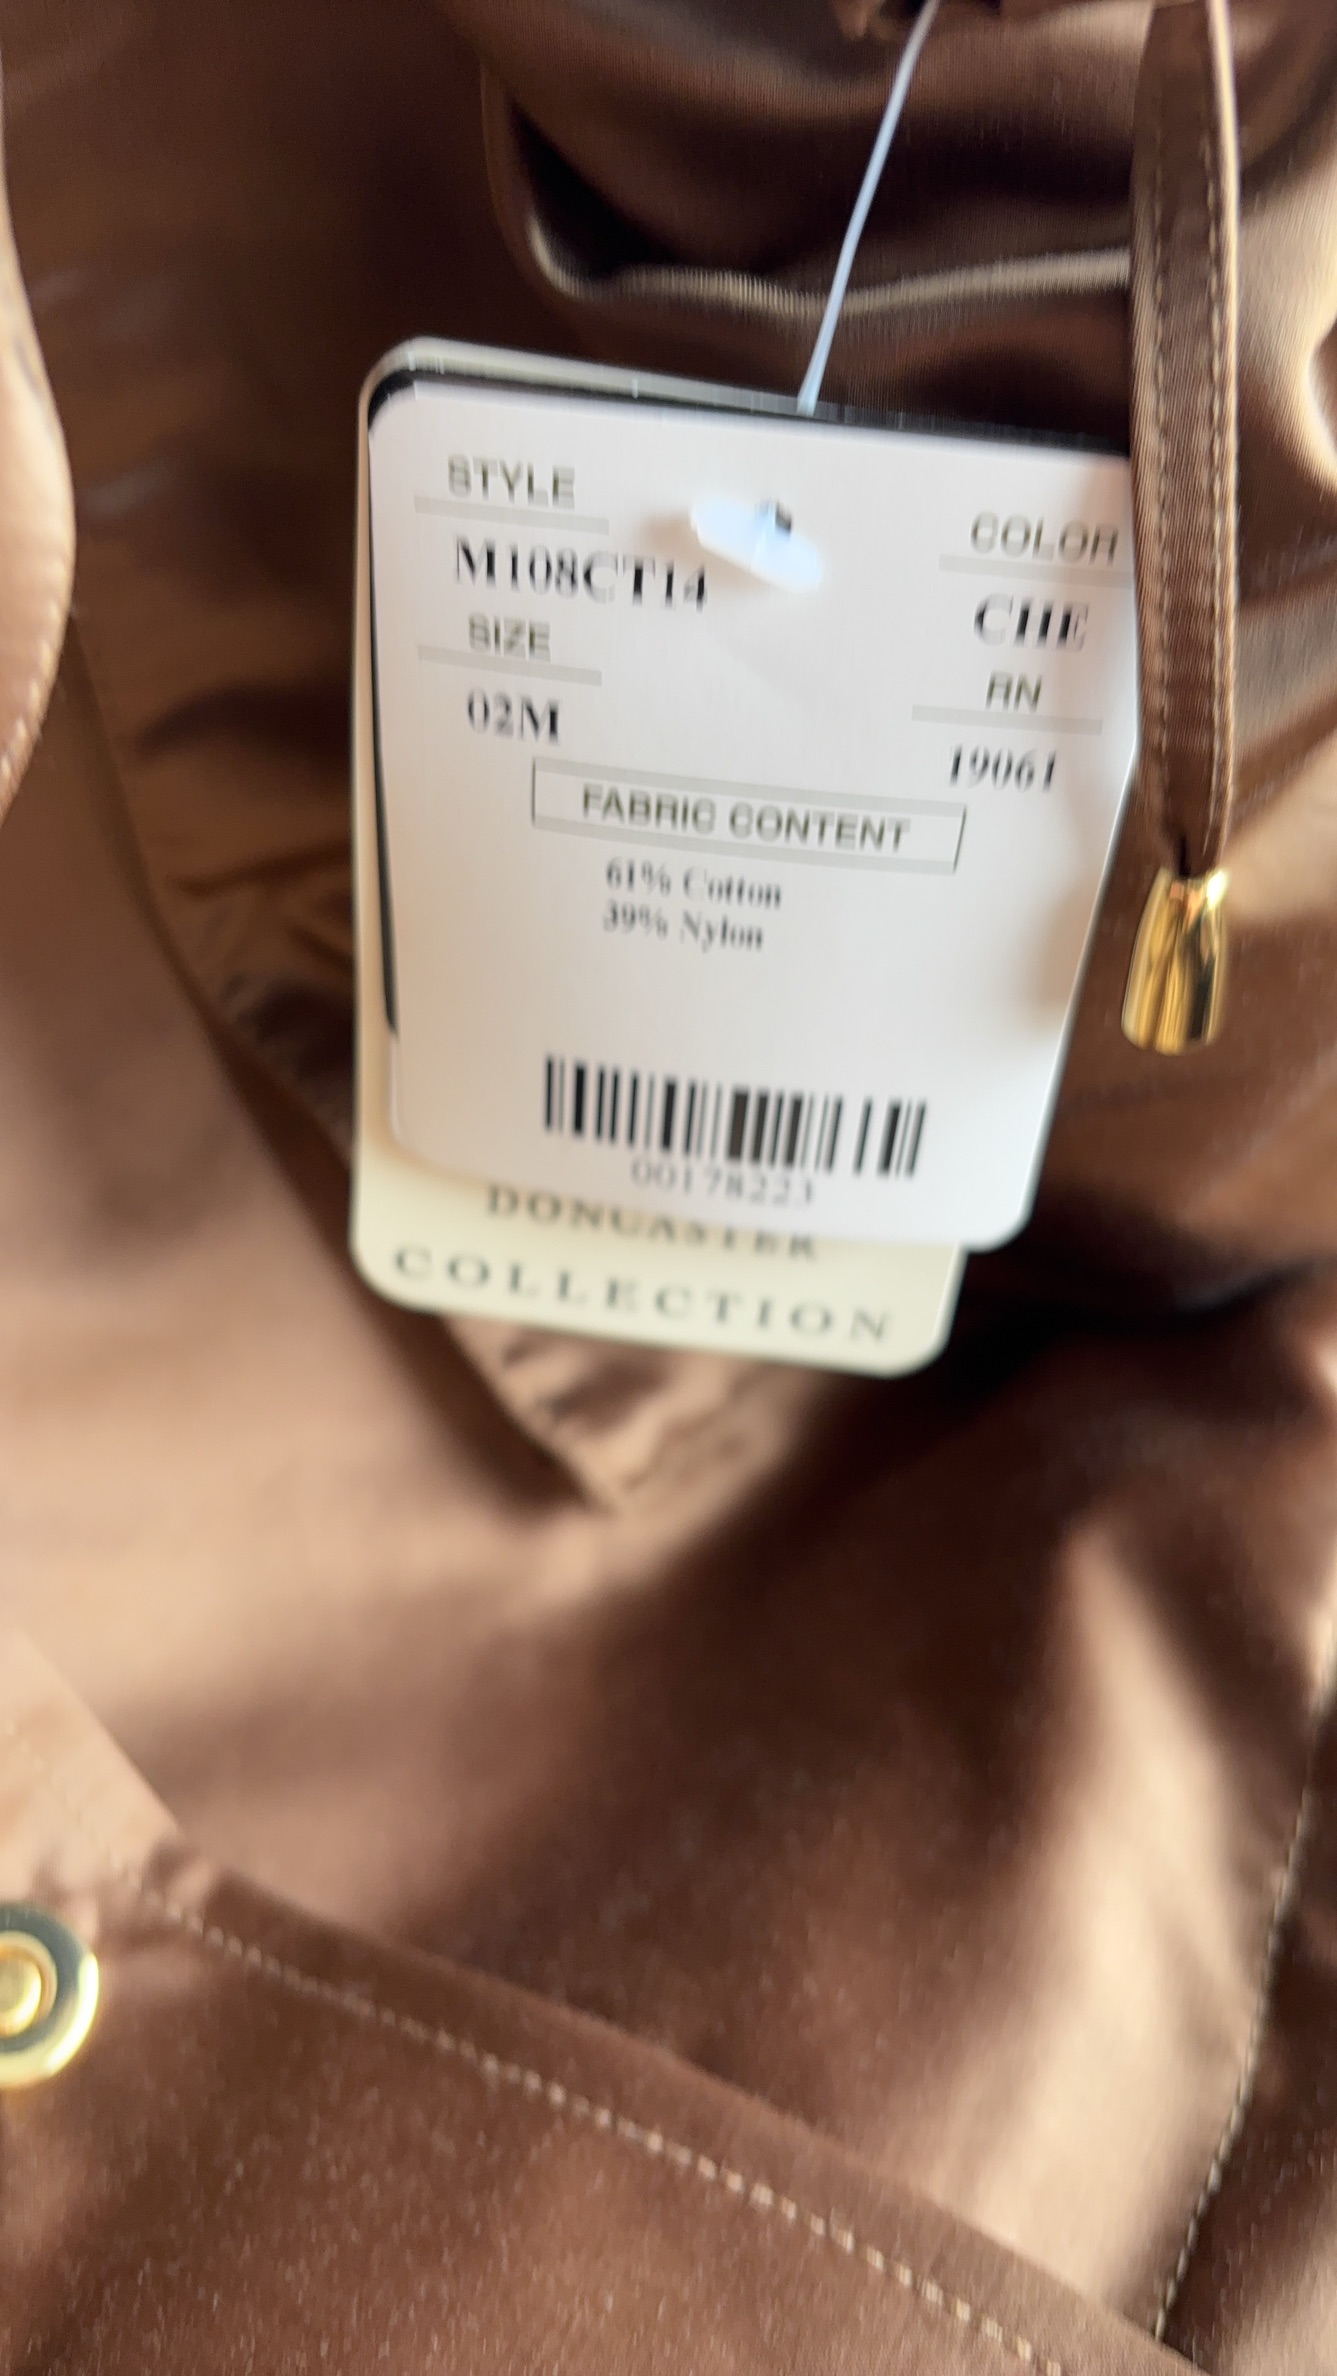 STYLE
COLOR
M108CT14
CHE
SIZE
RN
02M
19061
FABRIC CONTENT
61% Cotton
39% Nylon
00178223
DONCASTER
COLLECTION